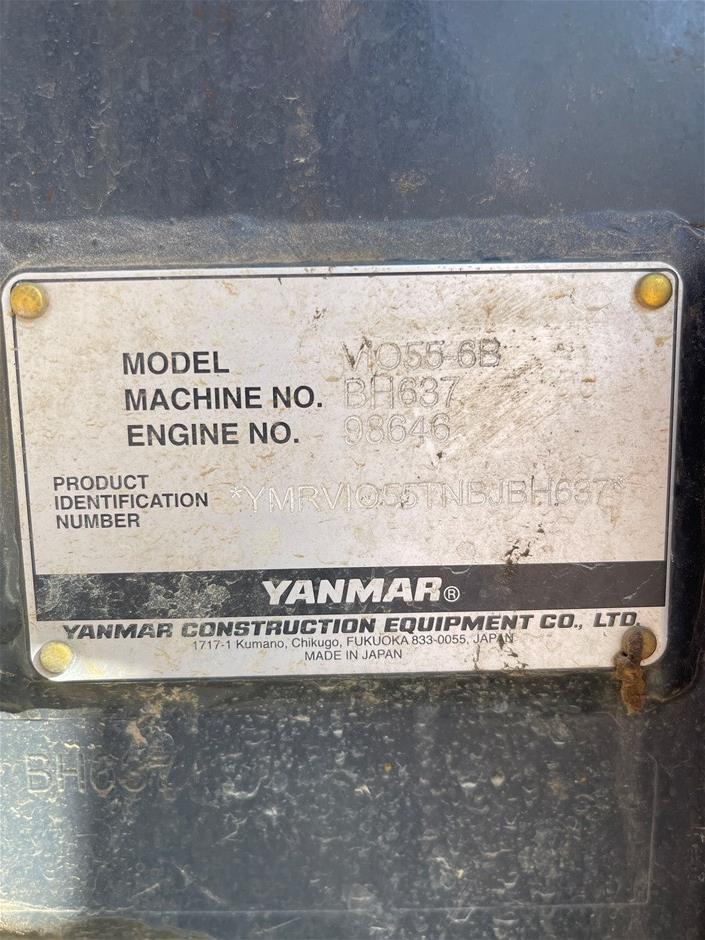 MODEL VIO55-6B
MACHINE NO. BH637
ENGINE NO. 98646
PRODUCT
IDENTIFICATION *YMRVIO55TNBJBH637*
NUMBER
YANMAR®
YANMAR CONSTRUCTION EQUIPMENT CO., LTD.
1717-1 Kumano, Chikugo, FUKUOKA 833-0055, JAPAN
MADE IN JAPAN
BH637